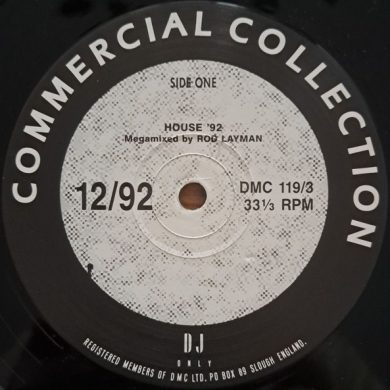 COMMERCIAL COLLECTION
SIDE ONE
HOUSE '92
Megamixed by ROD LAYMAN
12/92
DMC 119/3
33⅓ RPM
DJ
ONLY
REGISTERED MEMBERS OF DMC LTD. PO BOX 89 SLOUGH ENGLAND.